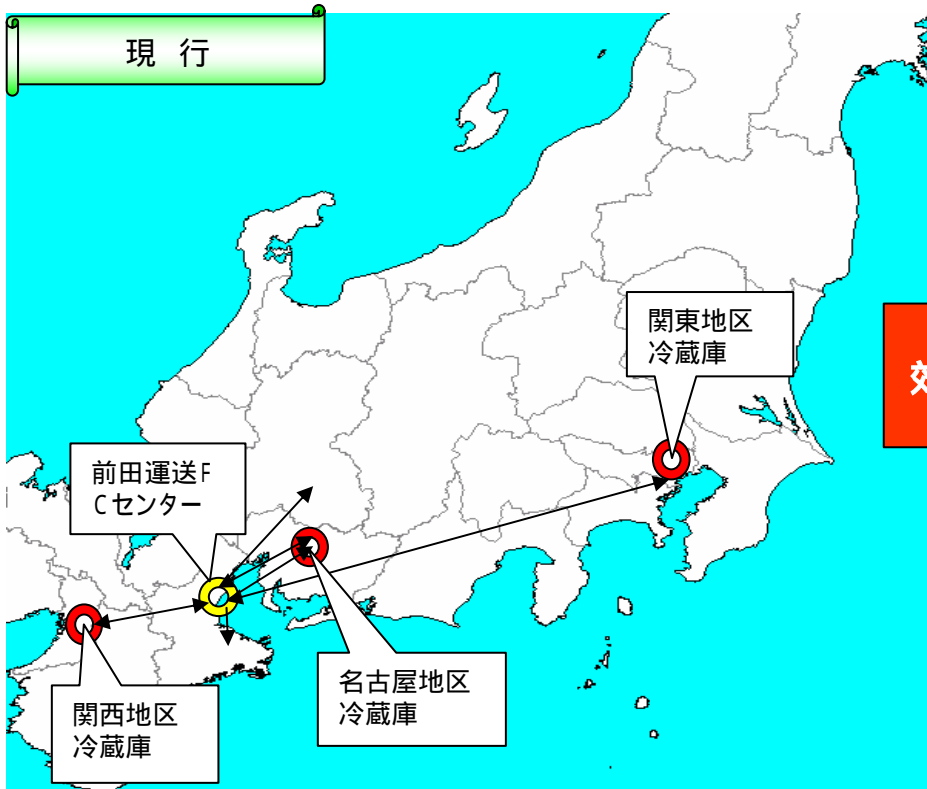 現 行
関東地区
冷蔵庫
効
前田運送F
Cセンター
名古屋地区
冷蔵庫
関西地区
冷蔵庫